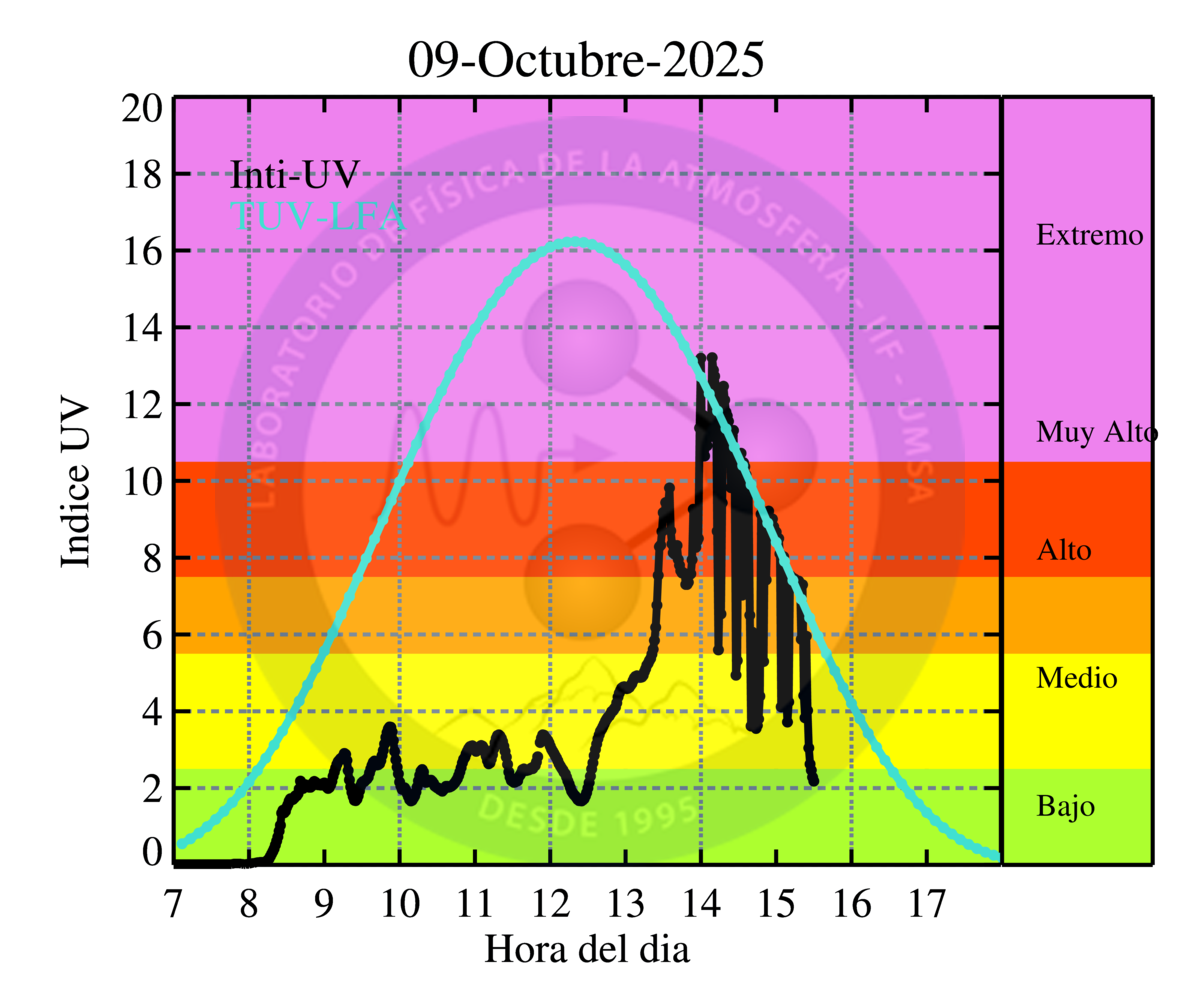 09-Octubre-2025
20
18
16
14
12
10
8
6
4
2
0
Indice UV
Inti-UV
TUV-LFA
LABORATORIO DE FÍSICA DE LA ATMÓSFERA - IIF - UMSA
DESDE 1995
Extremo
Muy Alto
Alto
Medio
Bajo
7 8 9 10 11 12 13 14 15 16 17
Hora del dia